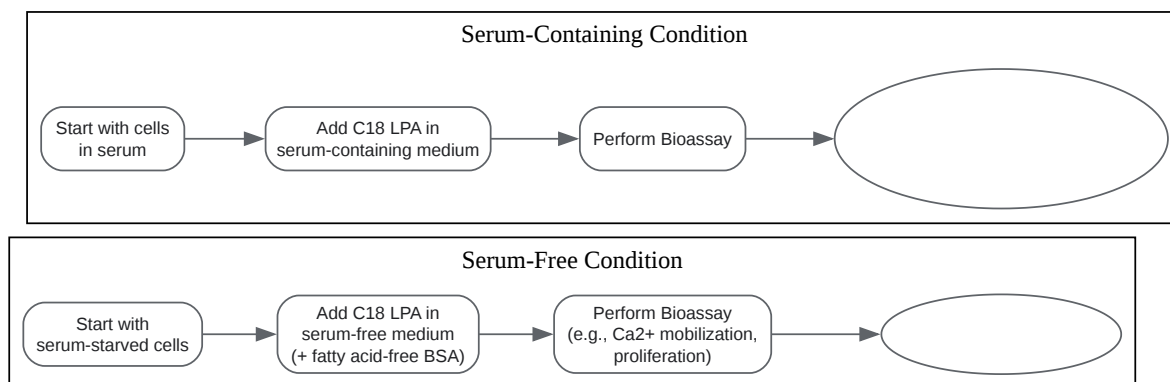 Serum-Containing Condition
Start with cells
in serum
Add C18 LPA in
serum-containing medium
Perform Bioassay
Serum-Free Condition
Start with
serum-starved cells
Add C18 LPA in
serum-free medium
(+ fatty acid-free BSA)
Perform Bioassay
(e.g., Ca2+ mobilization,
proliferation)